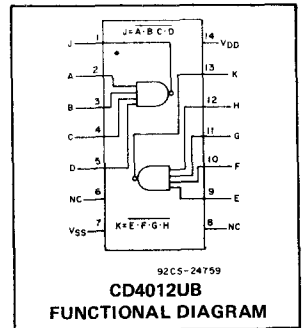 J=A·B·C·D
J 1
14 VDD
A 2
13 K
B 3
12 H
C 4
11 G
D 5
10 F
NC 6
9 E
VSS 7
K=E·F·G·H
8 NC
92CS-24759
CD4012UB
FUNCTIONAL DIAGRAM